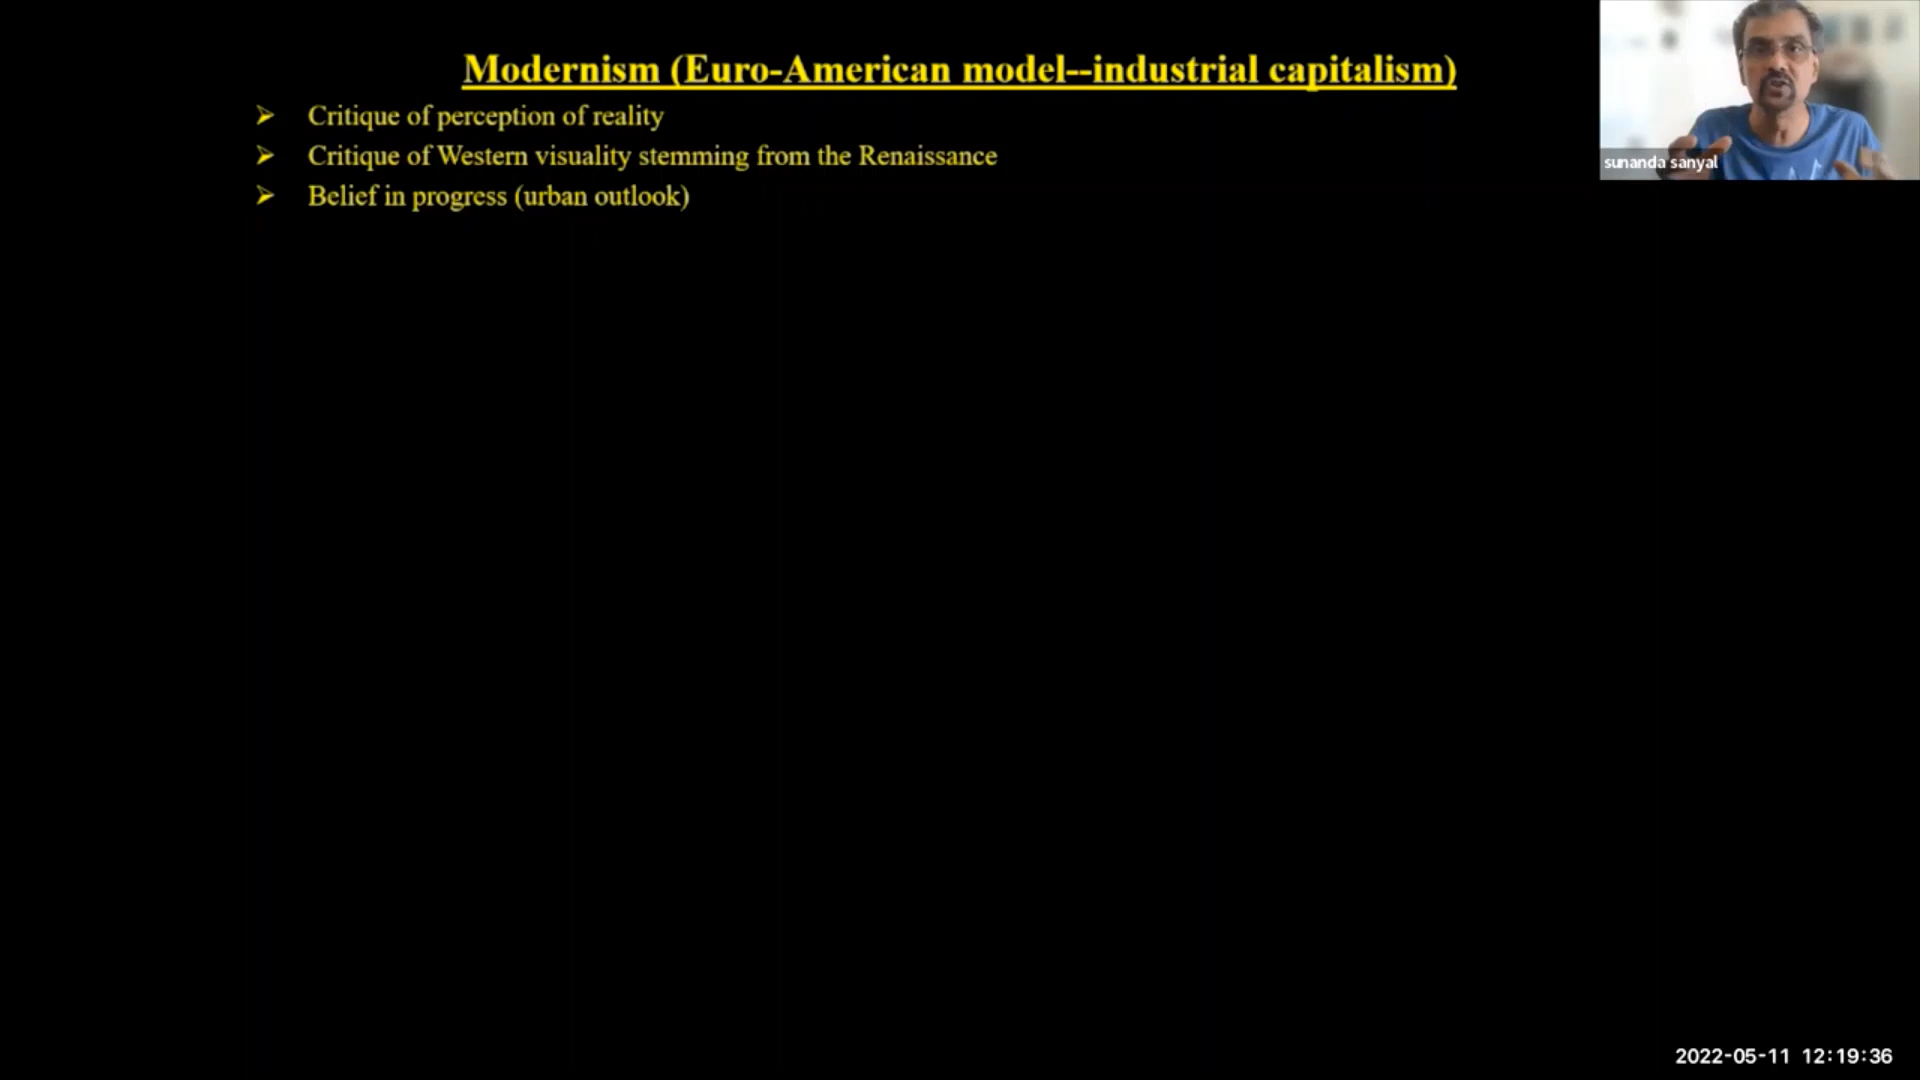 Modernism (Euro-American model--industrial capitalism)
➢ Critique of perception of reality
➢ Critique of Western visuality stemming from the Renaissance
➢ Belief in progress (urban outlook)
sunanda sanyal
2022-05-11 12:19:36